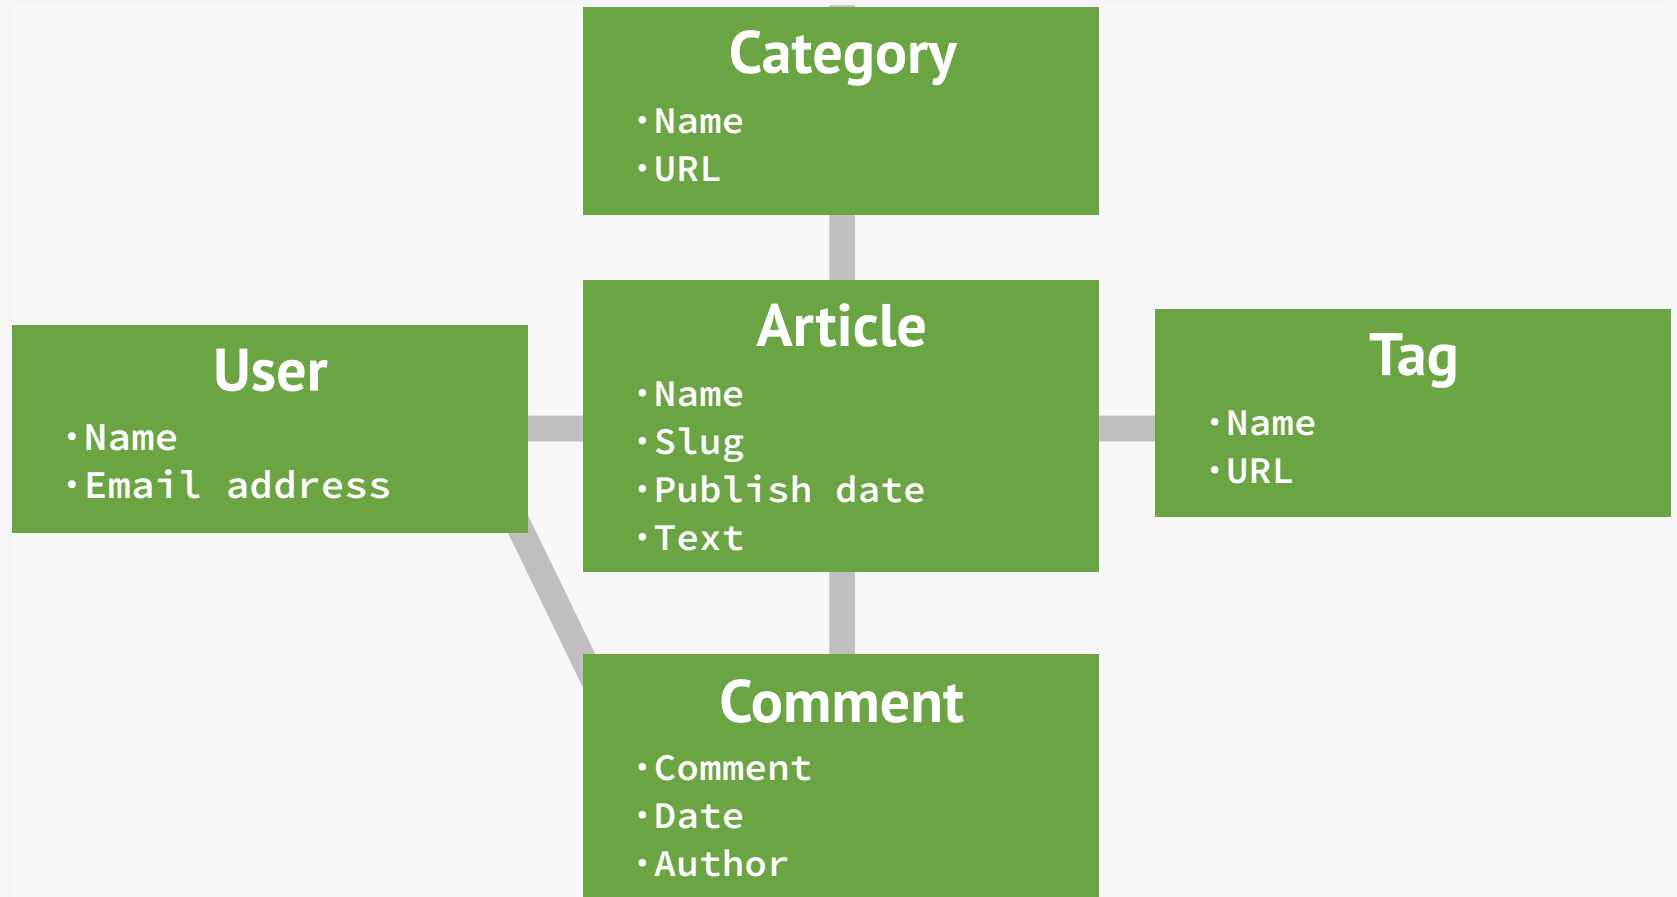 Category
·Name
·URL
Article
·Name
·Slug
·Publish date
·Text
User
·Name
·Email address
Tag
·Name
·URL
Comment
·Comment
·Date
·Author